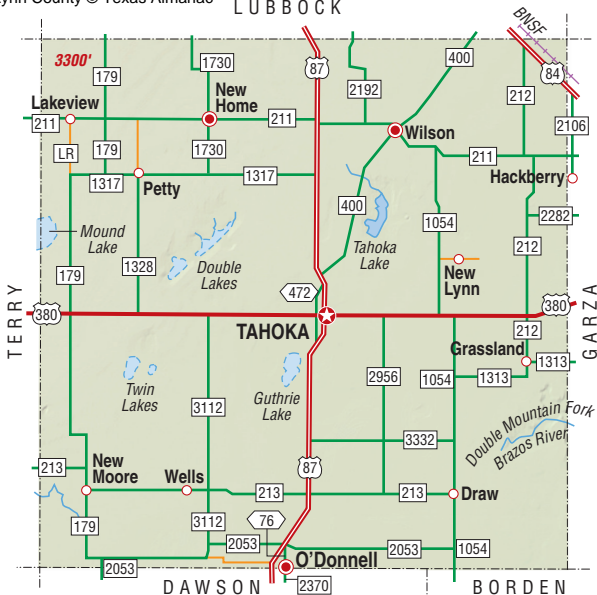 Lynn County © Texas Almanac
LUBBOCK
BNSF
3300'
179
1730
87
2192
400
84
212
2106
Lakeview
New
Home
211
211
Wilson
LR
179
1730
211
Hackberry
1317
Petty
1317
400
1054
2282
212
Mound
Lake
Double
Lakes
Tahoka
Lake
179
1328
New
Lynn
472
TERRY
380
380
GARZA
TAHOKA
212
Grassland
1313
1313
2956
1054
Twin
Lakes
3112
Guthrie
Lake
Double Mountain Fork
Brazos River
3332
213
New
Moore
Wells
87
213
213
Draw
179
3112
76
2053
2053
1054
2053
O'Donnell
2370
DAWSON
BORDEN